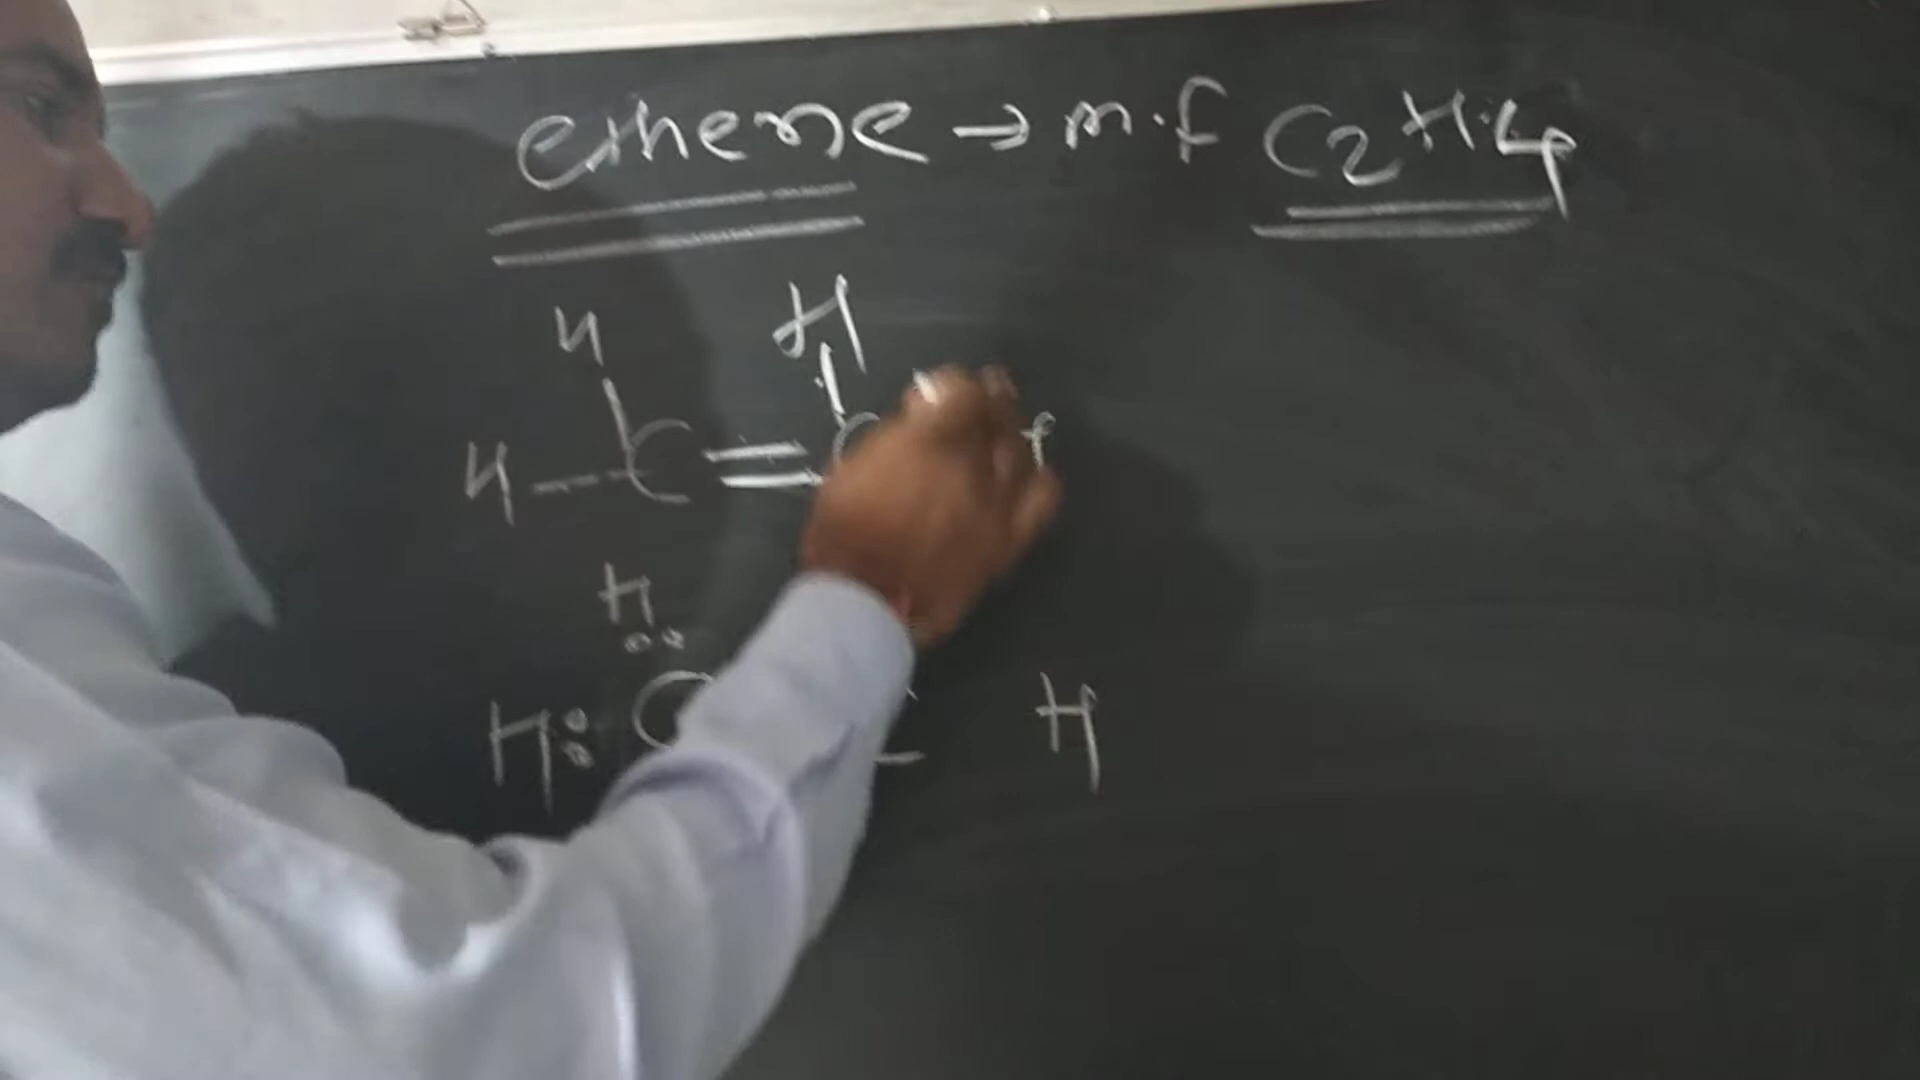 ethene → m.f C2H4
H H
H - C = C
H
H : C H